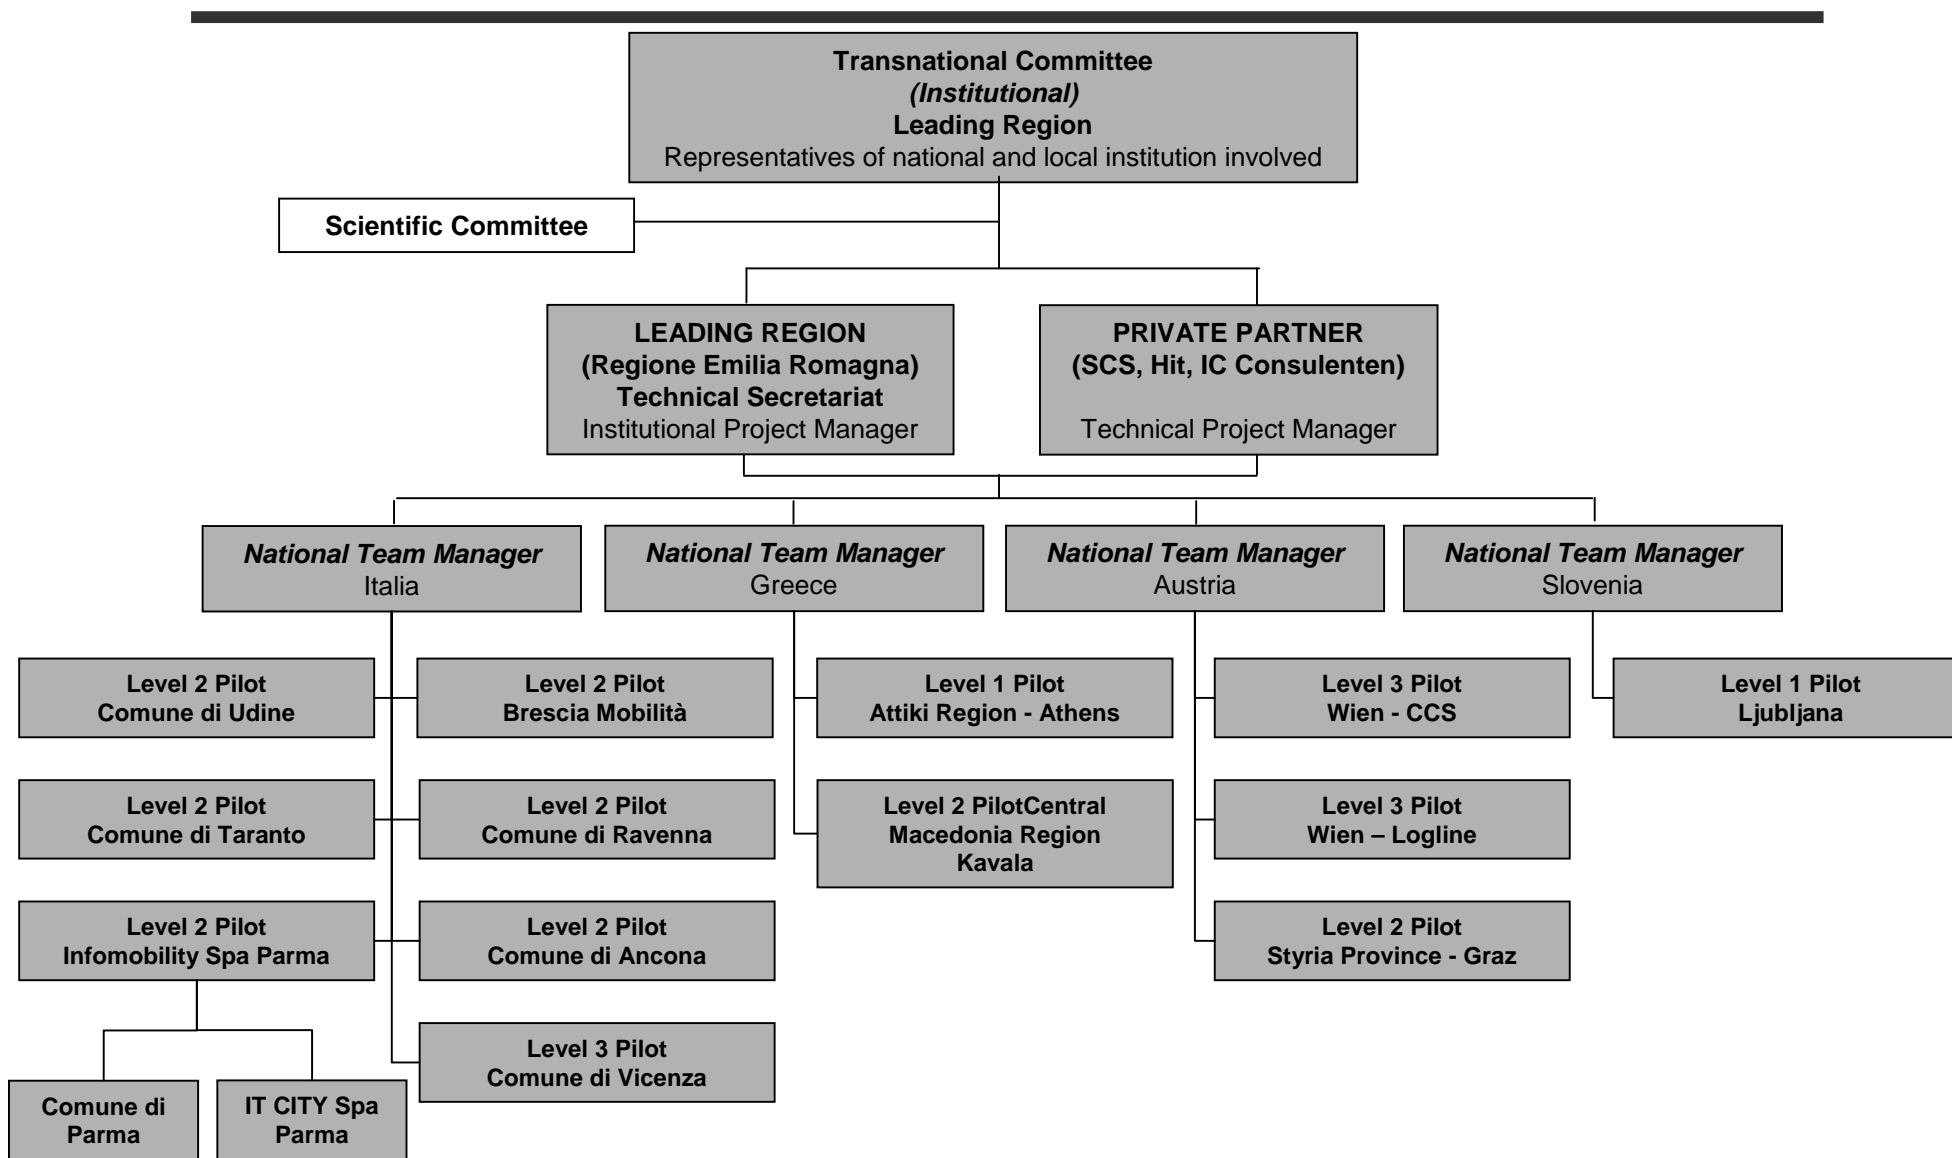 Transnational Committee
(Institutional)
Leading Region
Representatives of national and local institution involved
Scientific Committee
LEADING REGION
(Regione Emilia Romagna)
Technical Secretariat
Institutional Project Manager
PRIVATE PARTNER
(SCS, Hit, IC Consulenten)
Technical Project Manager
National Team Manager
Italia
National Team Manager
Greece
National Team Manager
Austria
National Team Manager
Slovenia
Level 2 Pilot
Comune di Udine
Level 2 Pilot
Brescia Mobilità
Level 1 Pilot
Attiki Region - Athens
Level 3 Pilot
Wien - CCS
Level 1 Pilot
Ljubljana
Level 2 Pilot
Comune di Taranto
Level 2 Pilot
Comune di Ravenna
Level 2 PilotCentral
Macedonia Region
Kavala
Level 3 Pilot
Wien – Logline
Level 2 Pilot
Infomobility Spa Parma
Level 2 Pilot
Comune di Ancona
Level 2 Pilot
Styria Province - Graz
Level 3 Pilot
Comune di Vicenza
Comune di
Parma
IT CITY Spa
Parma